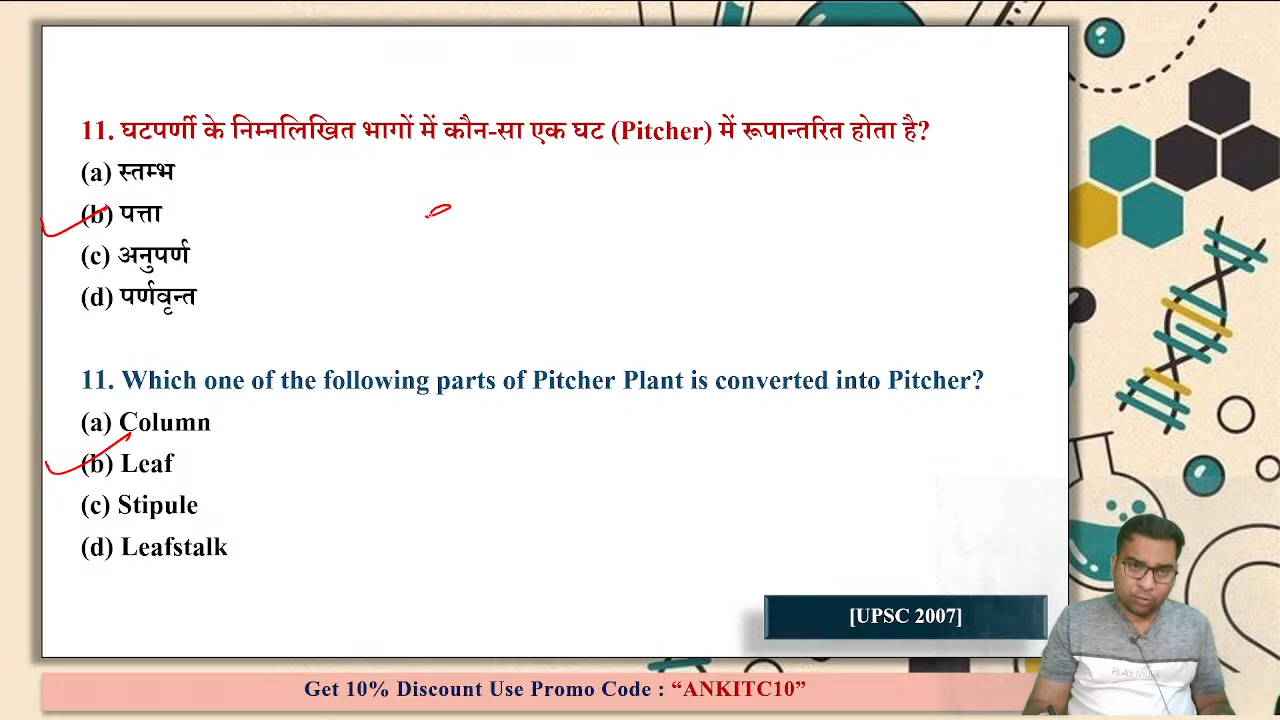 11. घटपर्णी के निम्नलिखित भागों में कौन-सा एक घट (Pitcher) में रूपान्तरित होता है?
(a) स्तम्भ
(b) पत्ता
(c) अनुपर्ण
(d) पर्णवृन्त
11. Which one of the following parts of Pitcher Plant is converted into Pitcher?
(a) Column
(b) Leaf
(c) Stipule
(d) Leafstalk
[UPSC 2007]
PLAY MORE
Get 10% Discount Use Promo Code : “ANKITC10”